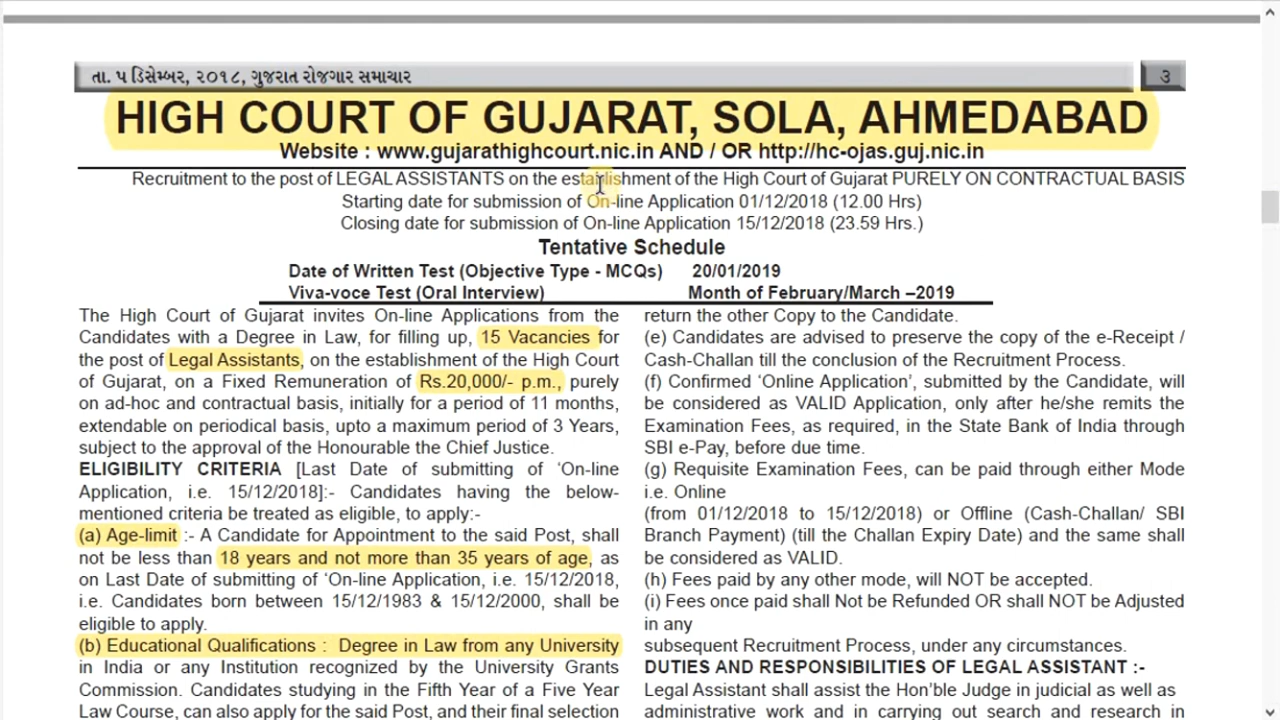 તા. ૫ ડિસેમ્બર, ૨૦૧૮, ગુજરાત રોજગાર સમાચાર
૩
HIGH COURT OF GUJARAT, SOLA, AHMEDABAD
Website : www.gujarathighcourt.nic.in AND / OR http://hc-ojas.guj.nic.in
Recruitment to the post of LEGAL ASSISTANTS on the establishment of the High Court of Gujarat PURELY ON CONTRACTUAL BASIS
Starting date for submission of On-line Application 01/12/2018 (12.00 Hrs)
Closing date for submission of On-line Application 15/12/2018 (23.59 Hrs.)
Tentative Schedule
Date of Written Test (Objective Type - MCQs) 20/01/2019
Viva-voce Test (Oral Interview) Month of February/March –2019
The High Court of Gujarat invites On-line Applications from the
Candidates with a Degree in Law, for filling up, 15 Vacancies for
the post of Legal Assistants, on the establishment of the High Court
of Gujarat, on a Fixed Remuneration of Rs.20,000/- p.m., purely
on ad-hoc and contractual basis, initially for a period of 11 months,
extendable on periodical basis, upto a maximum period of 3 Years,
subject to the approval of the Honourable the Chief Justice.
ELIGIBILITY CRITERIA [Last Date of submitting of ‘On-line
Application, i.e. 15/12/2018]:- Candidates having the below-
mentioned criteria be treated as eligible, to apply:-
(a) Age-limit :- A Candidate for Appointment to the said Post, shall
not be less than 18 years and not more than 35 years of age, as
on Last Date of submitting of ‘On-line Application, i.e. 15/12/2018,
i.e. Candidates born between 15/12/1983 & 15/12/2000, shall be
eligible to apply.
(b) Educational Qualifications : Degree in Law from any University
in India or any Institution recognized by the University Grants
Commission. Candidates studying in the Fifth Year of a Five Year
Law Course, can also apply for the said Post, and their final selection
return the other Copy to the Candidate.
(e) Candidates are advised to preserve the copy of the e-Receipt /
Cash-Challan till the conclusion of the Recruitment Process.
(f) Confirmed ‘Online Application’, submitted by the Candidate, will
be considered as VALID Application, only after he/she remits the
Examination Fees, as required, in the State Bank of India through
SBI e-Pay, before due time.
(g) Requisite Examination Fees, can be paid through either Mode
i.e. Online
(from 01/12/2018 to 15/12/2018) or Offline (Cash-Challan/ SBI
Branch Payment) (till the Challan Expiry Date) and the same shall
be considered as VALID.
(h) Fees paid by any other mode, will NOT be accepted.
(i) Fees once paid shall Not be Refunded OR shall NOT be Adjusted
in any
subsequent Recruitment Process, under any circumstances.
DUTIES AND RESPONSIBILITIES OF LEGAL ASSISTANT :-
Legal Assistant shall assist the Hon’ble Judge in judicial as well as
administrative work and in carrying out search and research in